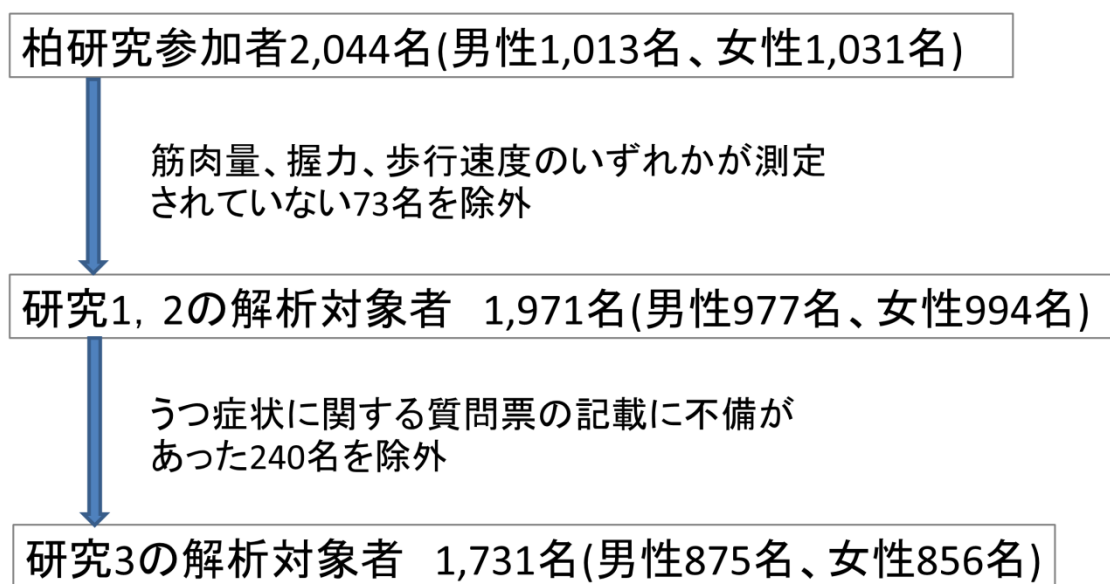 柏研究参加者2,044名(男性1,013名、女性1,031名)
筋肉量、握力、歩行速度のいずれかが測定
されていない73名を除外
研究1，2の解析対象者　1,971名(男性977名、女性994名)
うつ症状に関する質問票の記載に不備が
あった240名を除外
研究3の解析対象者　1,731名(男性875名、女性856名)